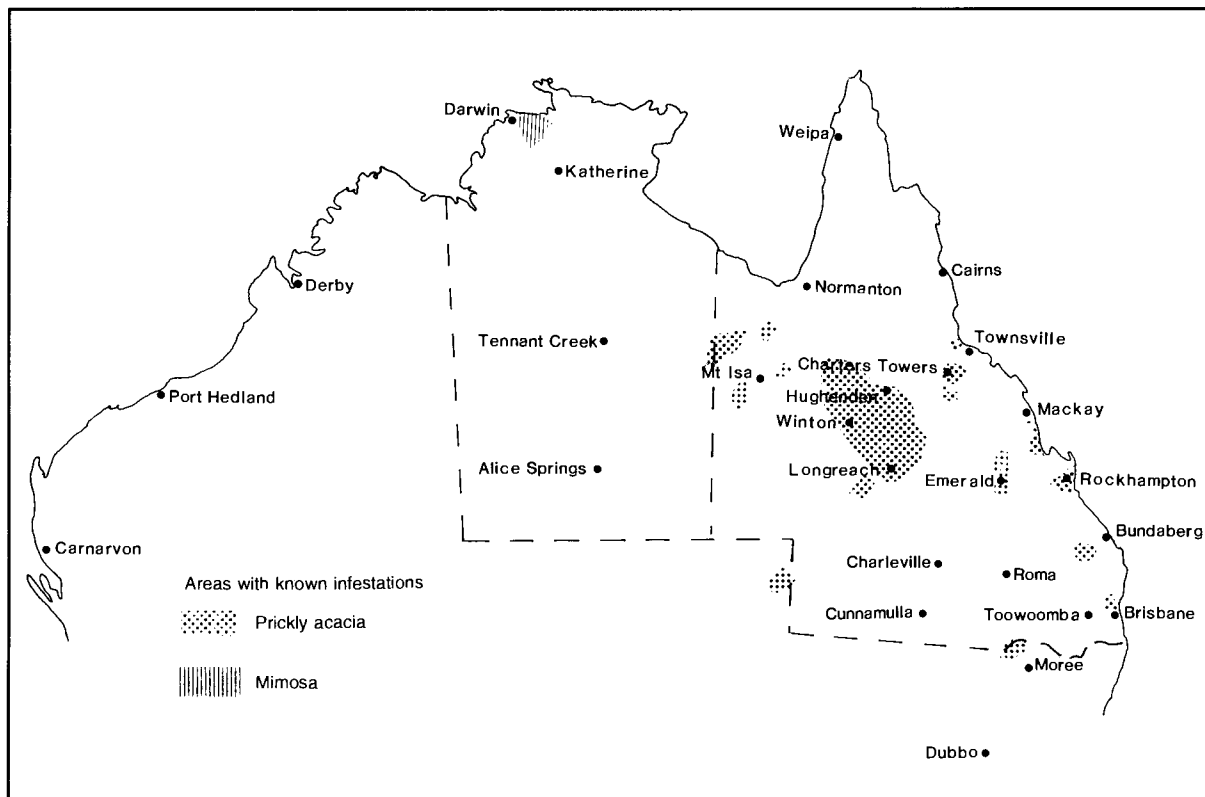 Darwin
Weipa
Katherine
Cairns
Derby
Normanton
Townsville
Tennant Creek
Charters Towers
Mt Isa
Hughenden
Port Hedland
Mackay
Winton
Alice Springs
Longreach
Emerald
Rockhampton
Bundaberg
Carnarvon
Charleville
Roma
Areas with known infestations
Prickly acacia
Cunnamulla
Toowoomba
Brisbane
Moree
Mimosa
Dubbo